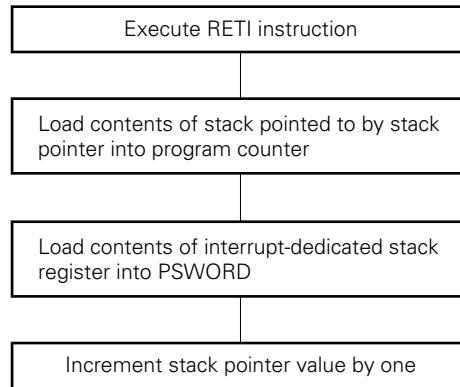 Execute RETI instruction
Load contents of stack pointed to by stack
pointer into program counter
Load contents of interrupt-dedicated stack
register into PSWORD
Increment stack pointer value by one